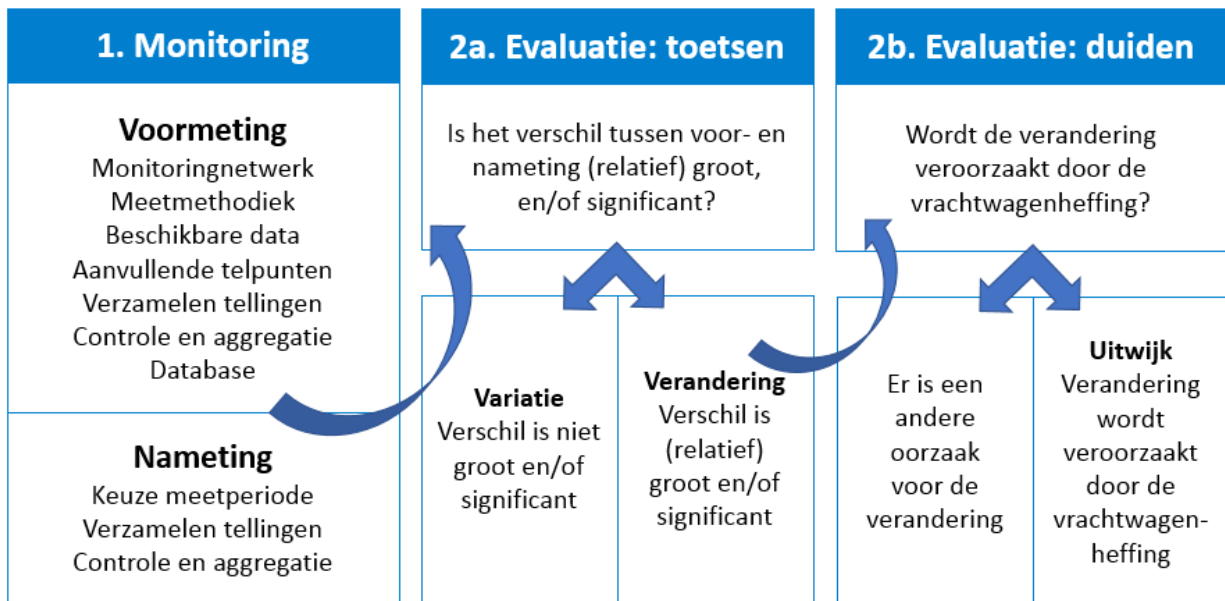 1. Monitoring
Voormeting
Monitoringnetwerk
Meetmethodiek
Beschikbare data
Aanvullende telpunten
Verzamelen tellingen
Controle en aggregatie
Database
Nameting
Keuze meetperiode
Verzamelen tellingen
Controle en aggregatie
2a. Evaluatie: toetsen
Is het verschil tussen voor- en
nameting (relatief) groot,
en/of significant?
Variatie
Verschil is niet
groot en/of
significant
Verandering
Verschil is
(relatief)
groot en/of
significant
2b. Evaluatie: duiden
Wordt de verandering
veroorzaakt door de
vrachtwagenheffing?
Er is een
andere
oorzaak
voor de
verandering
Uitwijk
Verandering
wordt
veroorzaakt
door de
vrachtwagen-
heffing